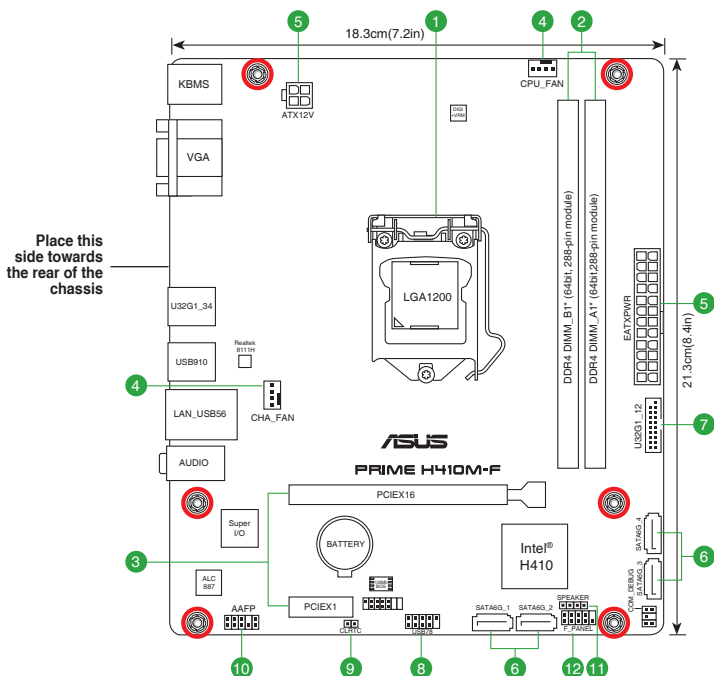 1
5
18.3cm(7.2in)
4
2
KBMS
ATX12V
CPU_FAN
DIGI
+VRM
VGA
Place this
side towards
the rear of the
chassis
LGA1200
DDR4 DIMM_B1* (64bit, 288-pin module)
DDR4 DIMM_A1* (64bit,288-pin module)
EATXPWR
5
21.3cm(8.4in)
U32G1_34
Realtek
8111H
USB910
4
CHA_FAN
LAN_USB56
U32G1_12
7
AUDIO
ASUS
PRIME H410M-F
PCIEX16
Super
I/O
BATTERY
Intel®
H410
SATA6G_4
6
SATA6G_3
3
ALC
887
BIOS
PCIEX1
AAFP
CLRTC
USB78
SATA6G_1
SATA6G_2
SPEAKER
F_PANEL
COM_DEBUG
10
9
8
6
12
11